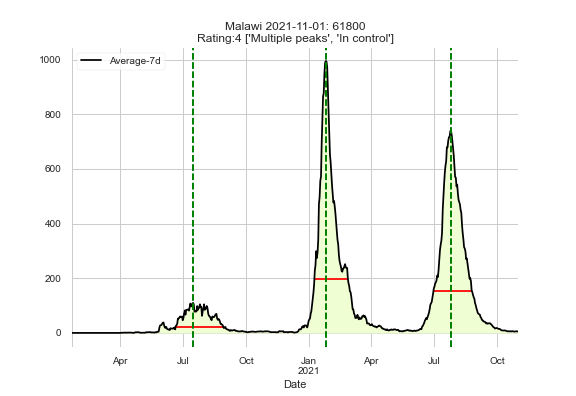 Malawi 2021-11-01: 61800
Rating:4 ['Multiple peaks', 'In control']
Average-7d
1000
800
600
400
200
0
Apr Jul Oct Jan Apr Jul Oct
2021
Date